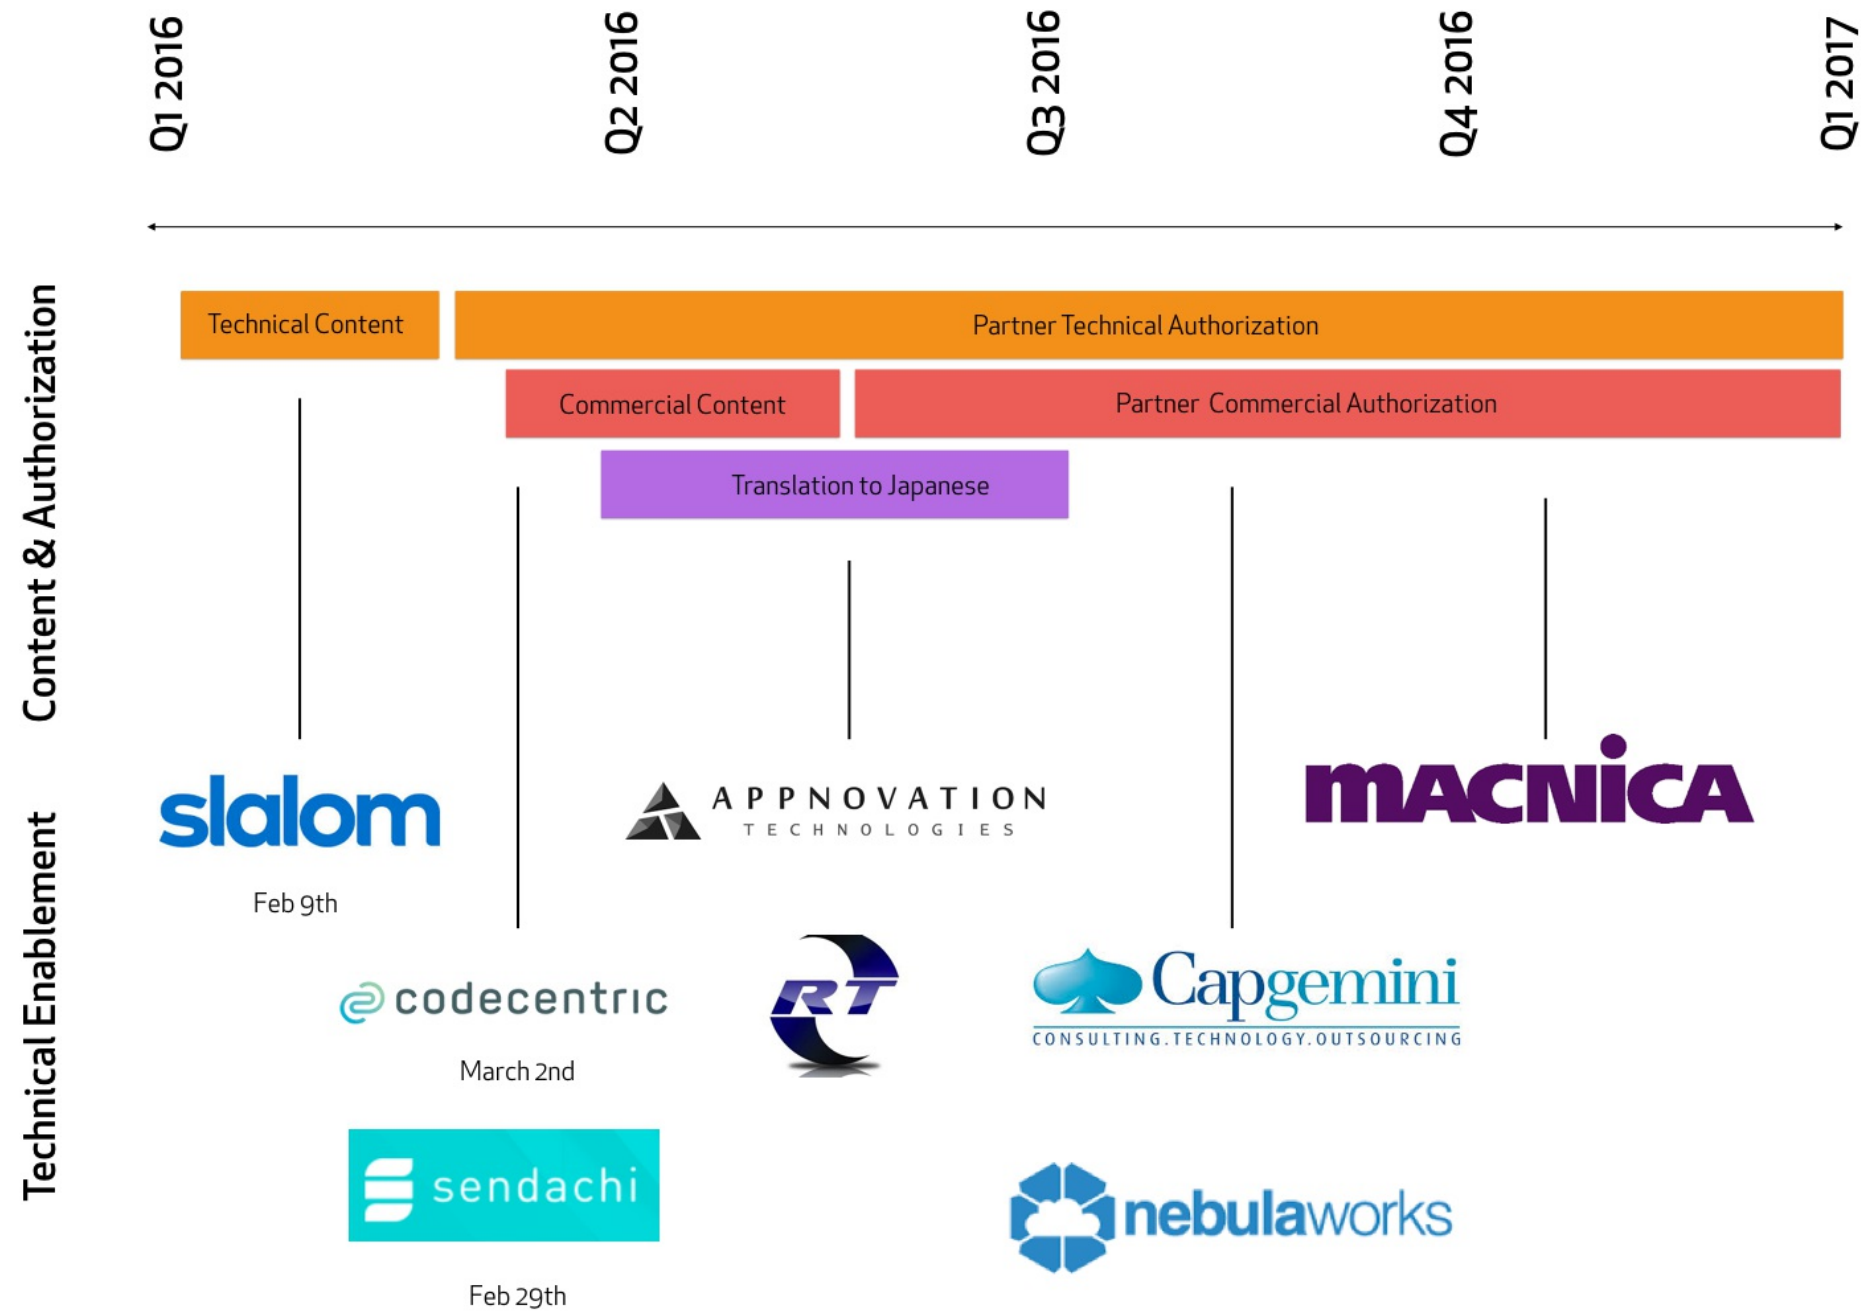 Q1 2016
Q2 2016
Q3 2016
Q4 2016
Q1 2017
Content & Authorization
Technical Content
Partner Technical Authorization
Commercial Content
Partner Commercial Authorization
Translation to Japanese
Technical Enablement
slalom
Feb 9th
APPNOVATION
TECHNOLOGIES
MACNiCA
codecentric
March 2nd
RT
Capgemini
CONSULTING.TECHNOLOGY.OUTSOURCING
sendachi
Feb 29th
nebulaworks